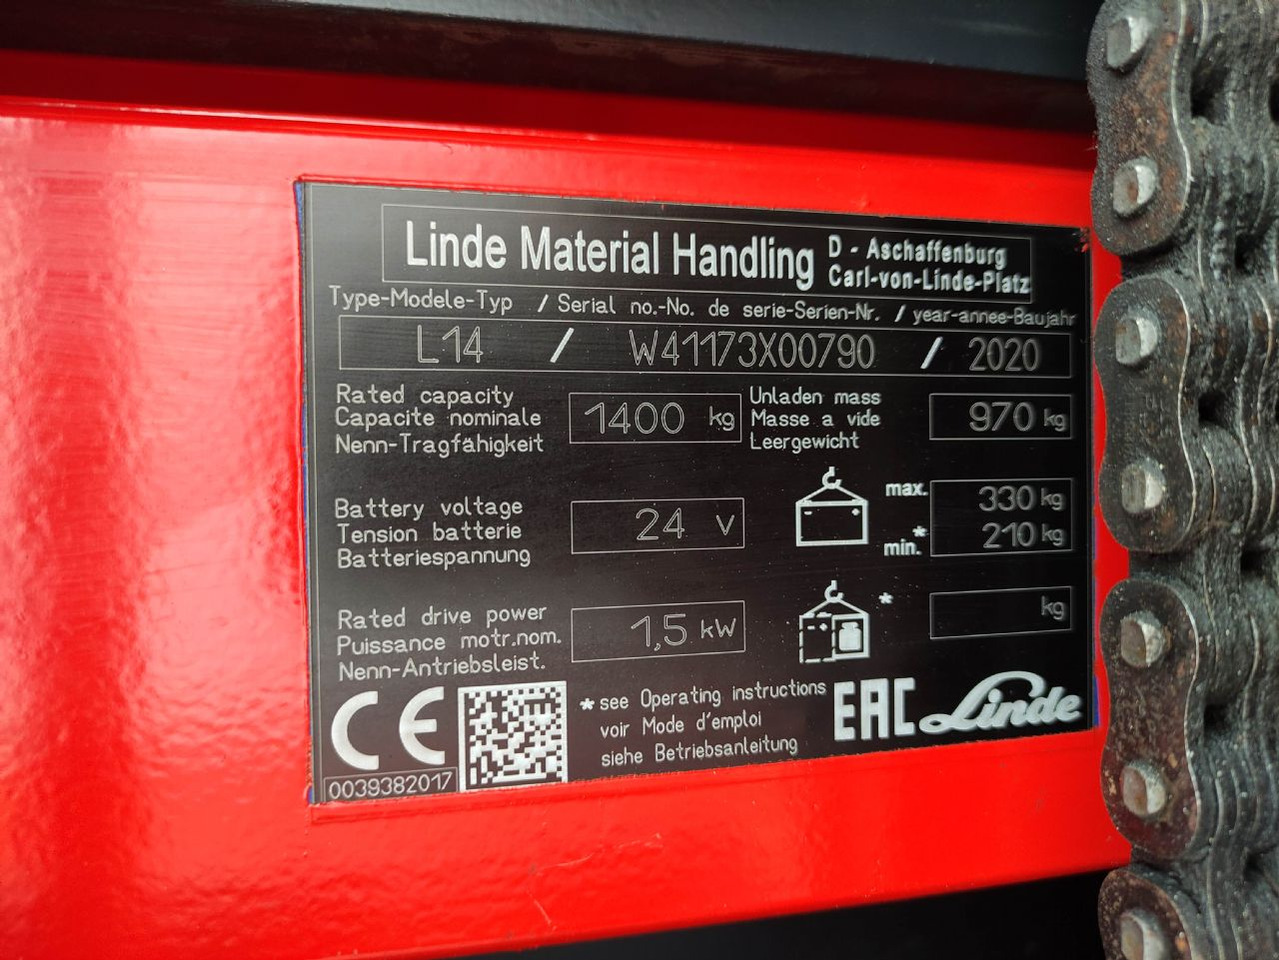 Linde Material Handling D - Aschaffenburg
Carl-von-Linde-Platz
Type-Modele-Typ / Serial no.-No. de serie-Serien-Nr. / year-annee-Baujahr
L14 / W41173X00790 / 2020
Rated capacity
Capacite nominale
Nenn-Tragfähigkeit
1400 kg
Unladen mass
Masse a vide
Leergewicht
970 kg
Battery voltage
Tension batterie
Batteriespannung
24 V
max. 330 kg
min.* 210 kg
Rated drive power
Puissance motr.nom.
Nenn-Antriebsleist.
1,5 kW
* kg
CE
0039382017
*see Operating instructions
voir Mode d'emploi
siehe Betriebsanleitung
EAC
Linde